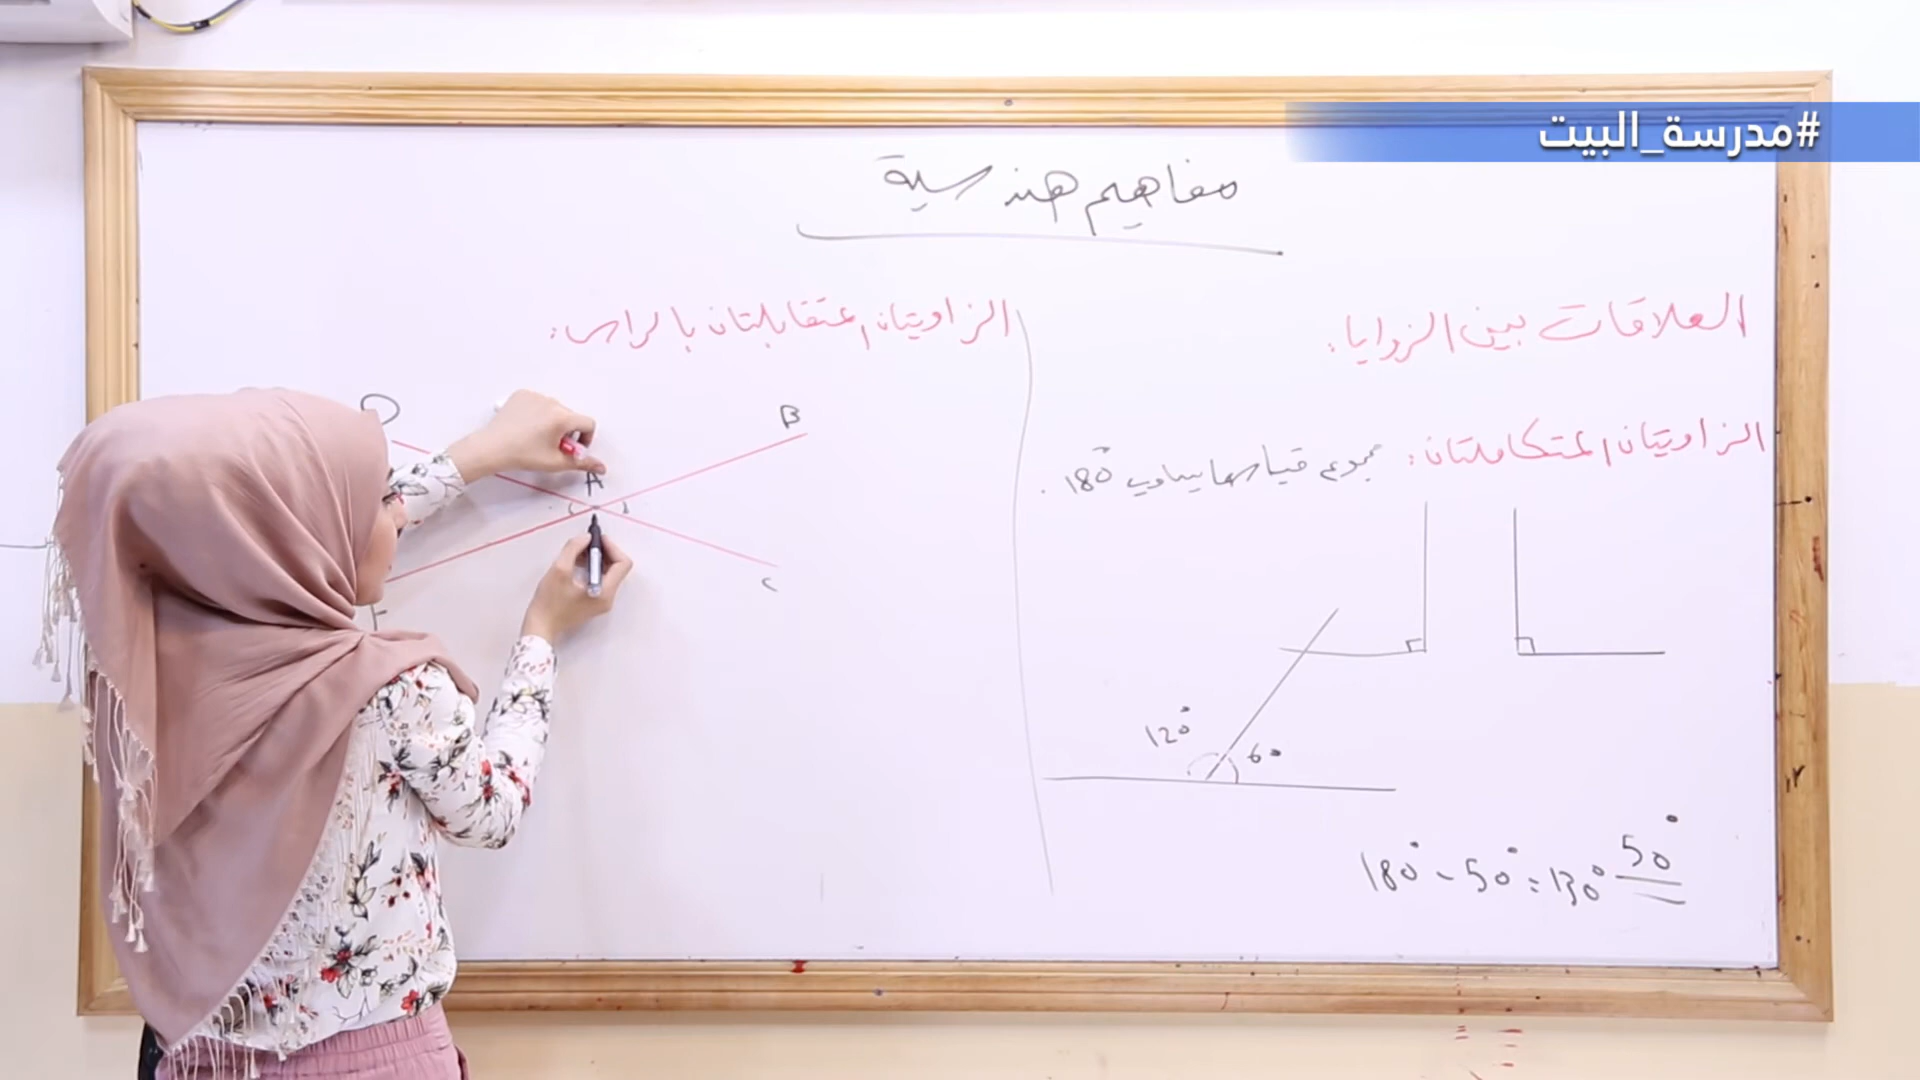 #مدرسة_البيت
مفاهيم هندسية
العلاقات بين الزوايا:
الزاويتان المتكاملتان: مجموع قياسهما يساوي 180°.
120°
60
50°
180° - 50° = 130°
الزاويتان المتقابلتان بالراس:
D
B
A
C